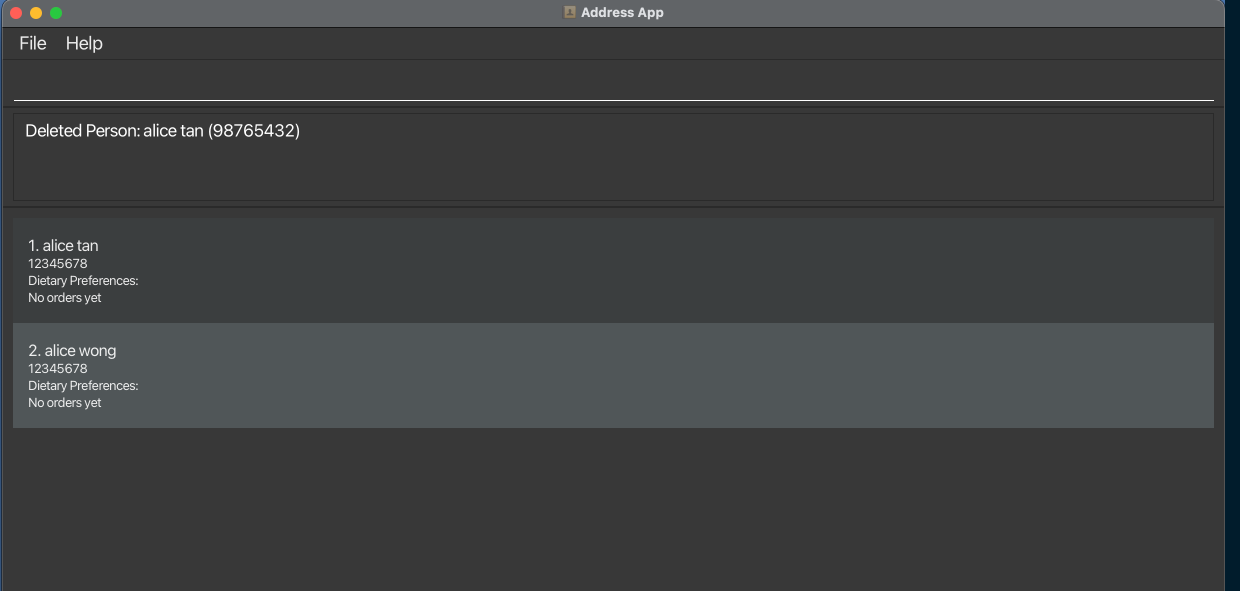 Address App
File Help
Deleted Person: alice tan (98765432)
1. alice tan
12345678
Dietary Preferences:
No orders yet
2. alice wong
12345678
Dietary Preferences:
No orders yet